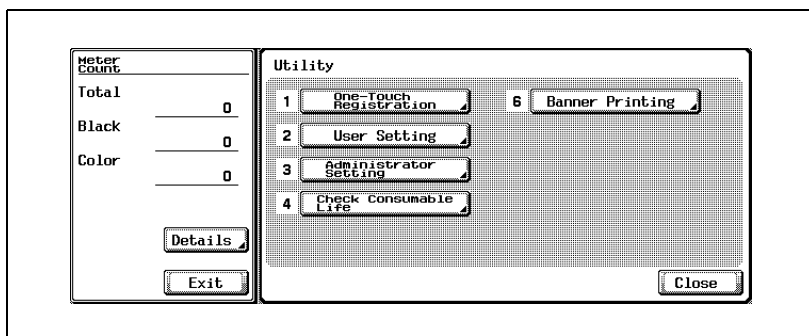 Meter
Count
Total
0
Black
0
Color
0
Details
Exit
Utility
1 One-Touch
Registration
2 User Setting
3 Administrator
Setting
4 Check Consumable
Life
6 Banner Printing
Close